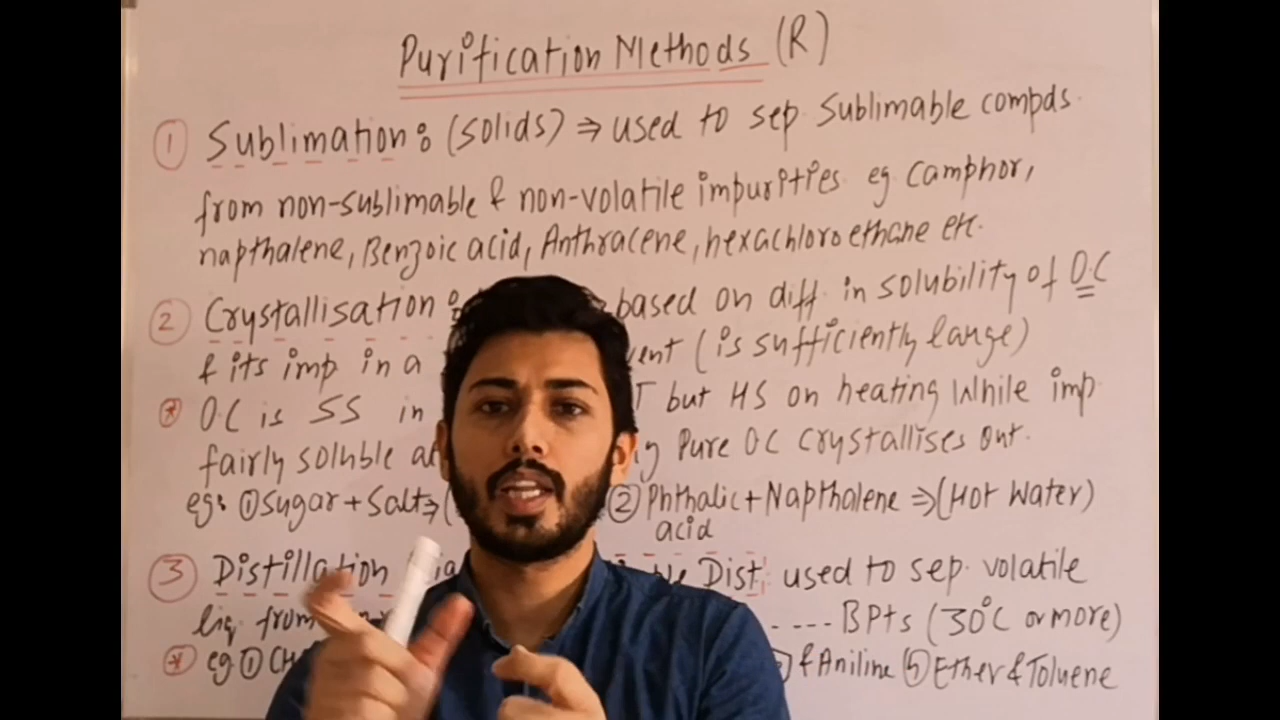 Purification Methods (R)
① Sublimation: (solids) ⇒ used to sep sublimable compds.
from non-sublimable & non-volatile impurities eg camphor,
napthalene, Benzoic acid, Anthracene, hexachloroethane etc.
② Crystallisation: based on diff. in solubility of O.C
& its imp in a (is sufficiently large)
* O.C is SS in but HS on heating While imp
fairly soluble Pure OC crystallises out.
egs ① Sugar + Salt ⇒ ( ② Phthalic + Napthalene ⇒ (Hot Water)
acid
③ Distillation Dist. used to sep. volatile
liq. from ---- BPts (30°C or more)
* eg ① & Aniline ⑤ Ether & Toluene